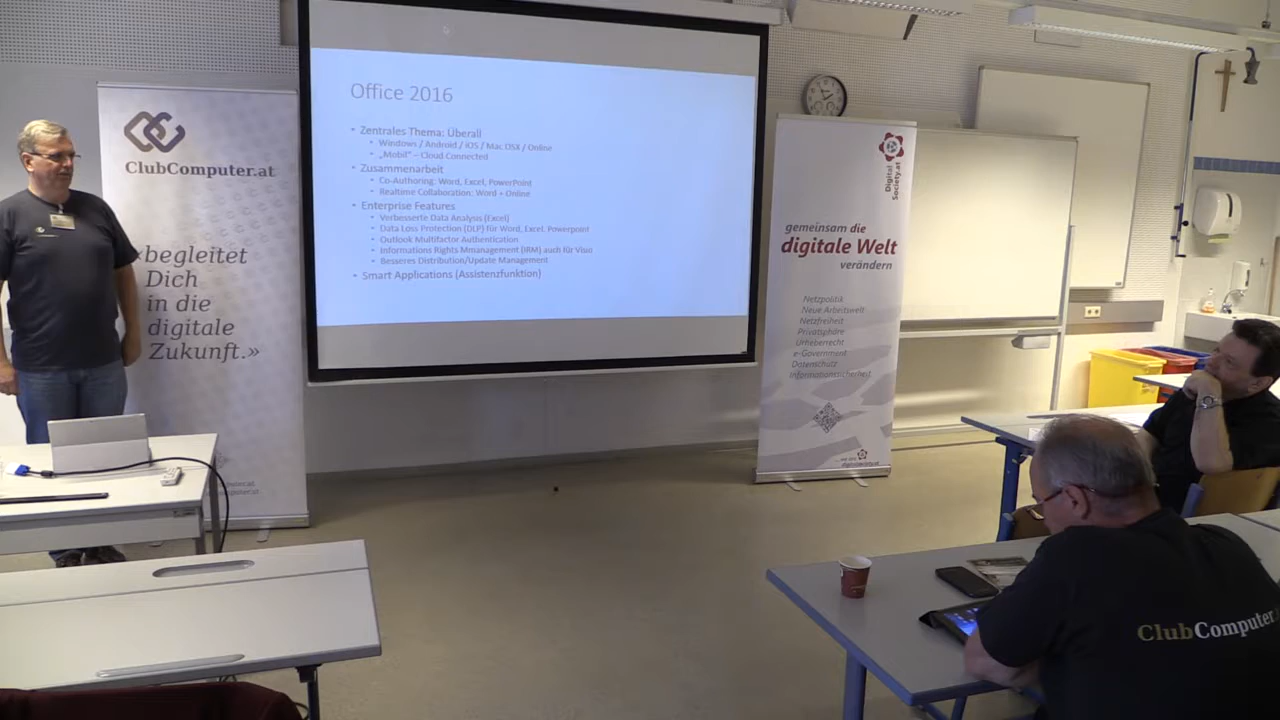 ClubComputer.at
«begleitet
Dich
in die
digitale
Zukunft.»
Office 2016
• Zentrales Thema: Überall
• Windows / Android / iOS / Mac OSX / Online
• „Mobil“ – Cloud Connected
• Zusammenarbeit
• Co-Authoring: Word, Excel, PowerPoint
• Realtime Collaboration: Word + Online
• Enterprise Features
• Verbesserte Data Analysis (Excel)
• Data Loss Protection (DLP) für Word, Excel, Powerpoint
• Outlook Multifactor Authentication
• Informations Rights Mmanagement (IRM) auch für Visio
• Besseres Distribution/Update Management
• Smart Applications (Assistenzfunktion)
Digital
Society.at
gemeinsam die
digitale Welt
verändern
Netzpolitik
Neue Arbeitswelt
Netzfreiheit
Privatsphäre
Urheberrecht
e-Government
Datenschutz
Informationssicherheit
ClubComputer